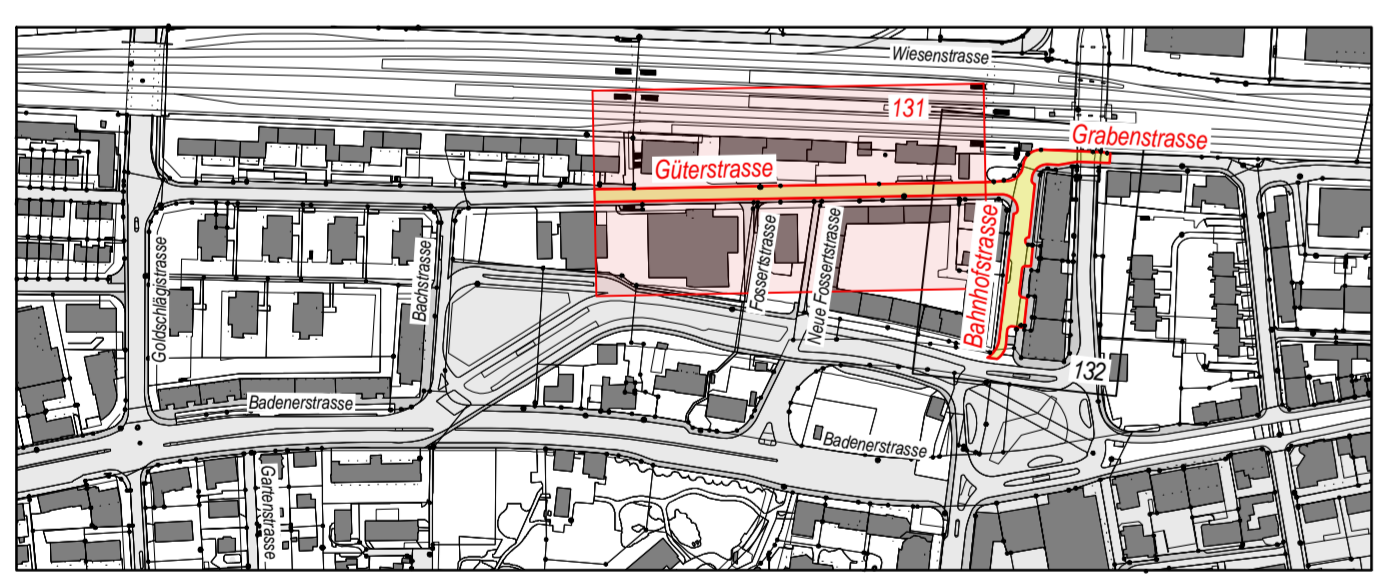 Wiesenstrasse
131
Grabenstrasse
Güterstrasse
Goldschlägistrasse
Bachstrasse
Fossertstrasse
Neue Fossertstrasse
Bahnhofstrasse
132
Badenerstrasse
Badenerstrasse
Gartenstrasse